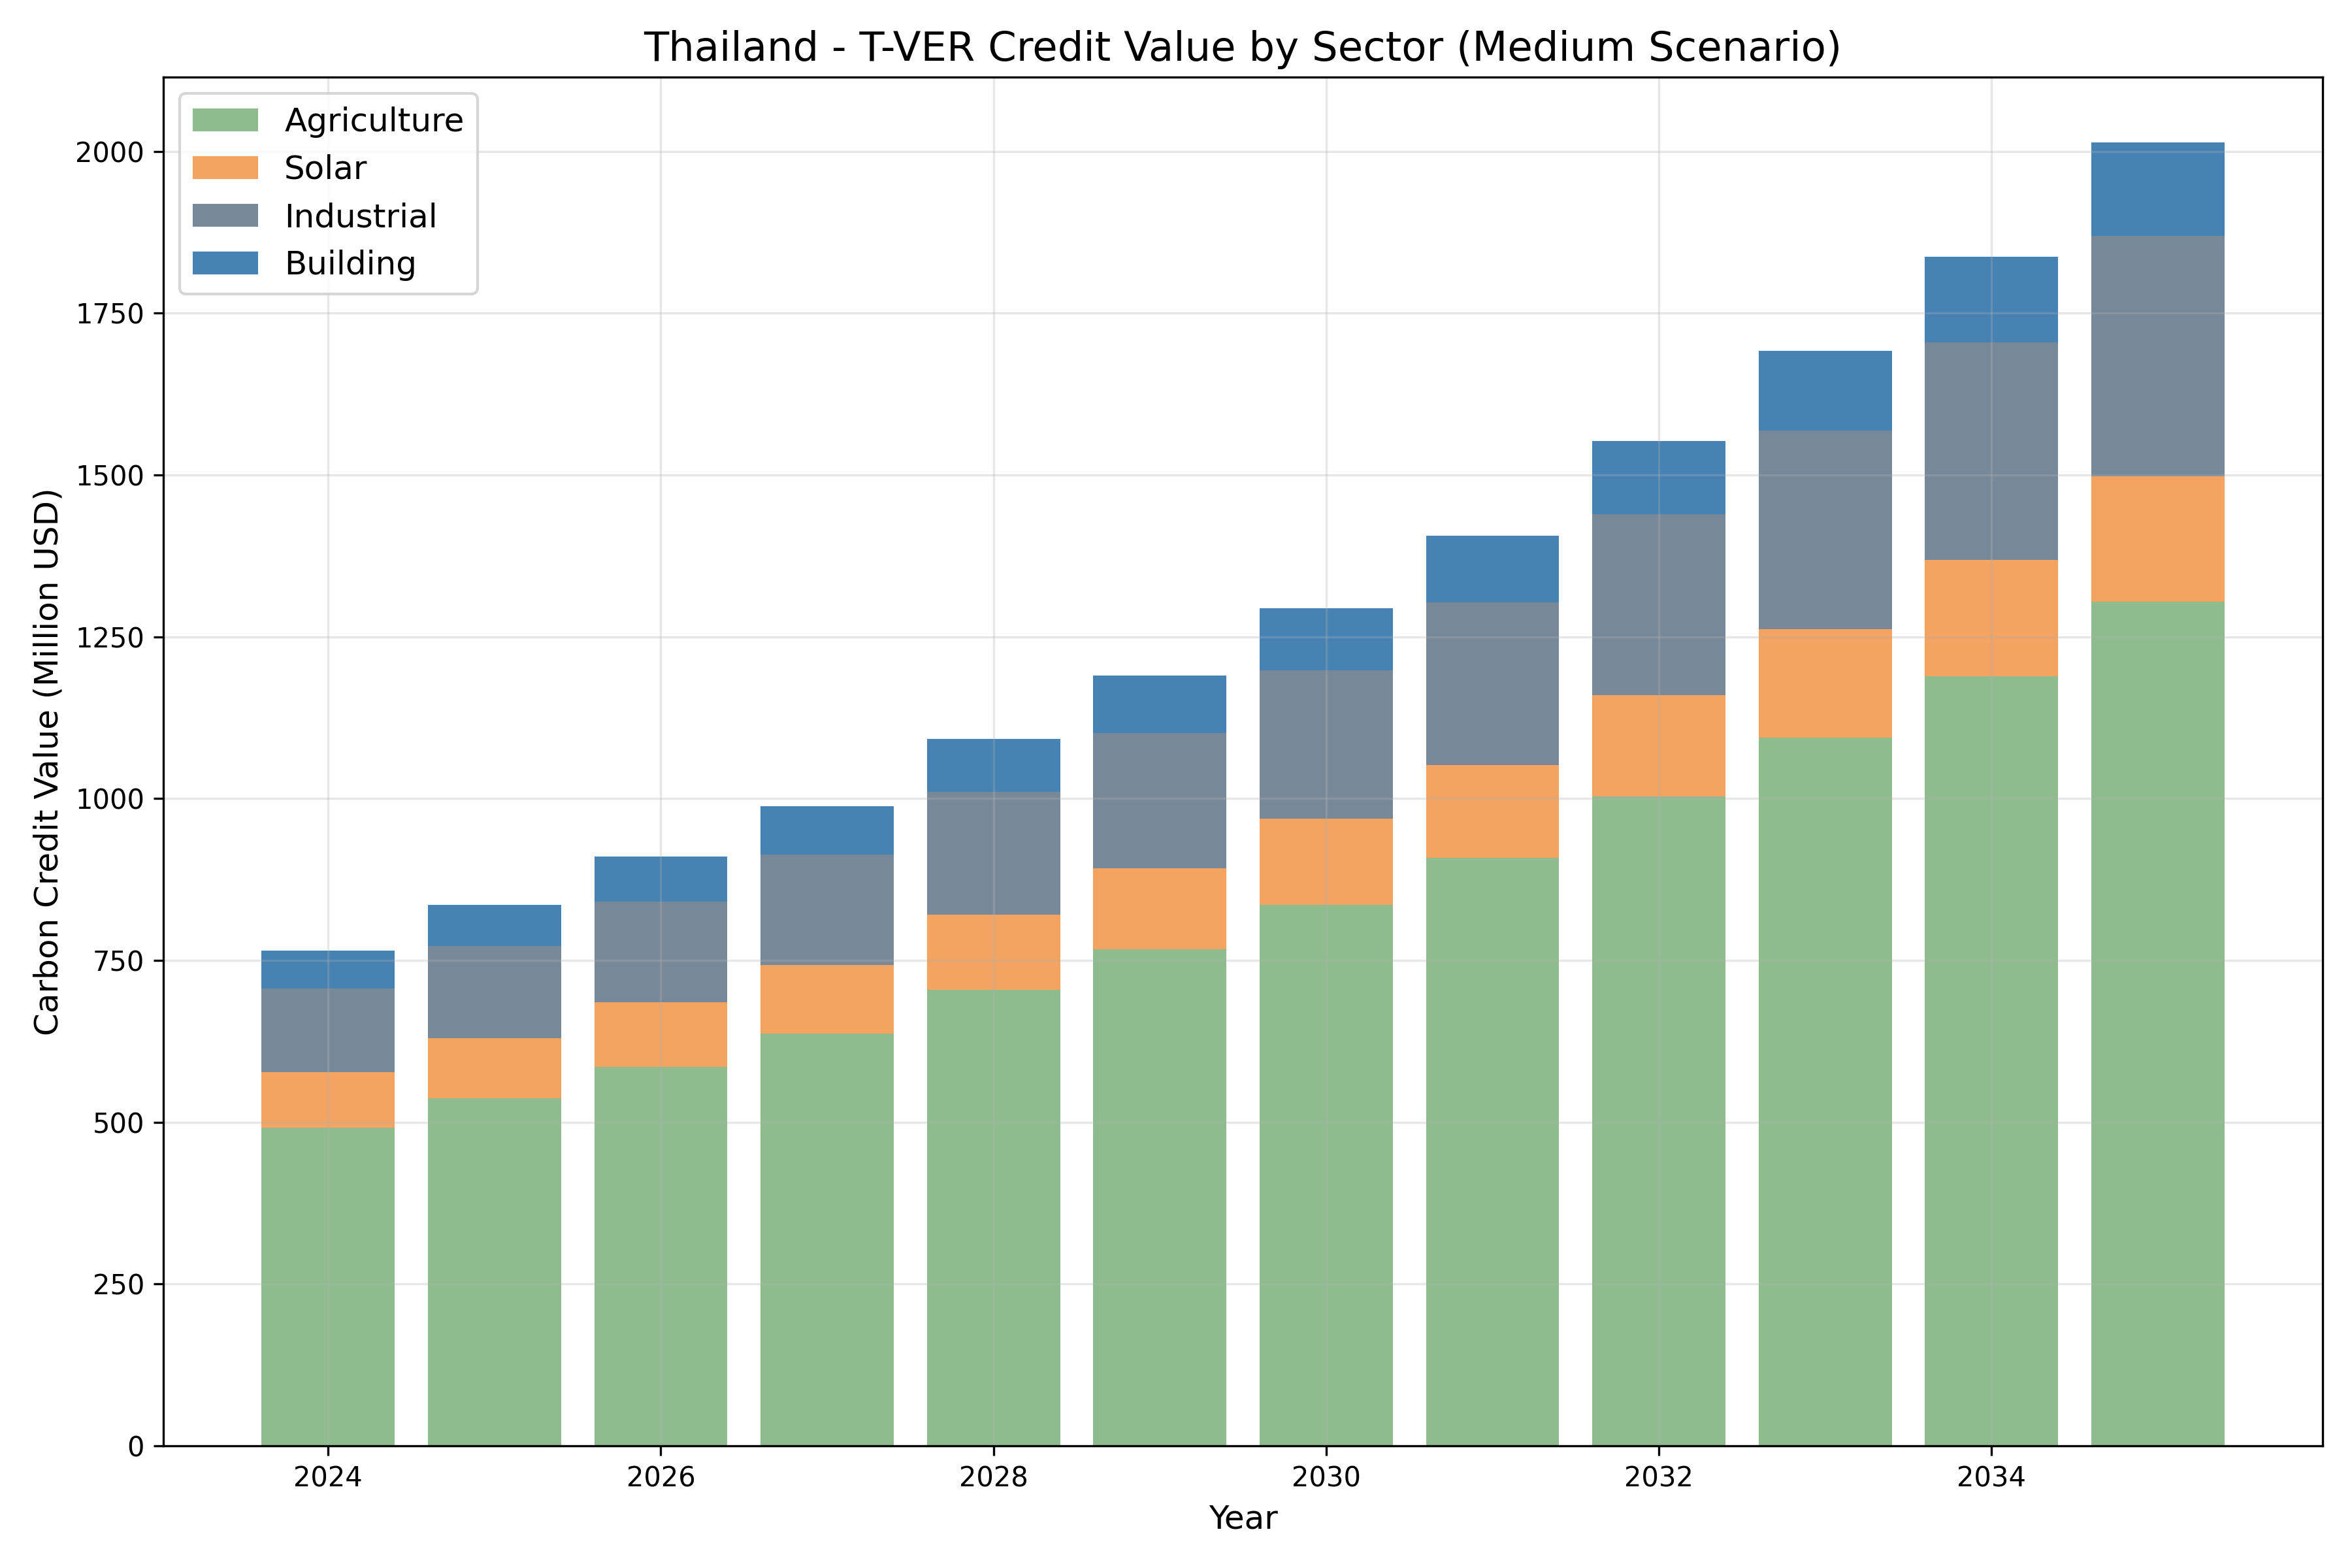 Thailand - T-VER Credit Value by Sector (Medium Scenario)
Agriculture
Solar
Industrial
Building
Carbon Credit Value (Million USD)
2000
1750
1500
1250
1000
750
500
250
0
2024
2026
2028
2030
2032
2034
Year